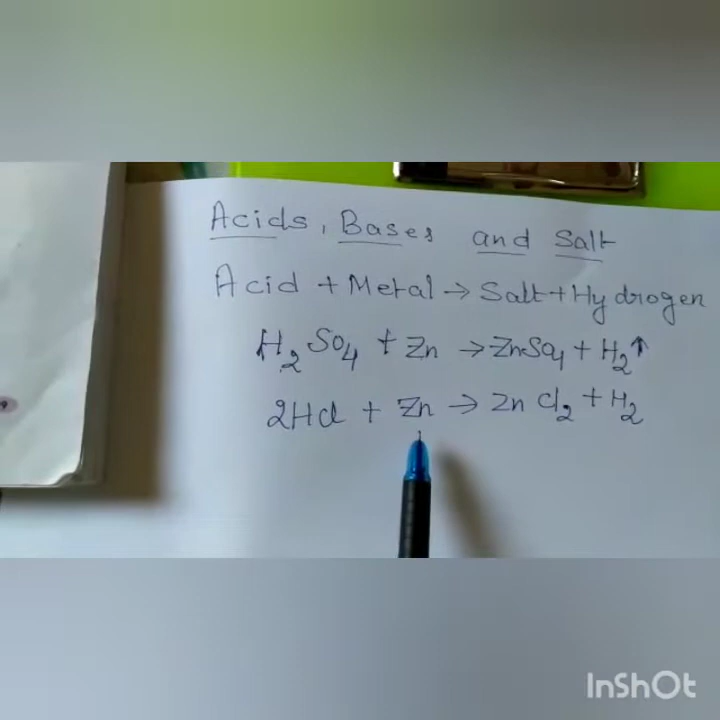 Acids, Bases and Salt
Acid + Metal → Salt + Hydrogen
H₂SO₄ + Zn → ZnSO₄ + H₂↑
2HCl + Zn → ZnCl₂ + H₂
InShOt